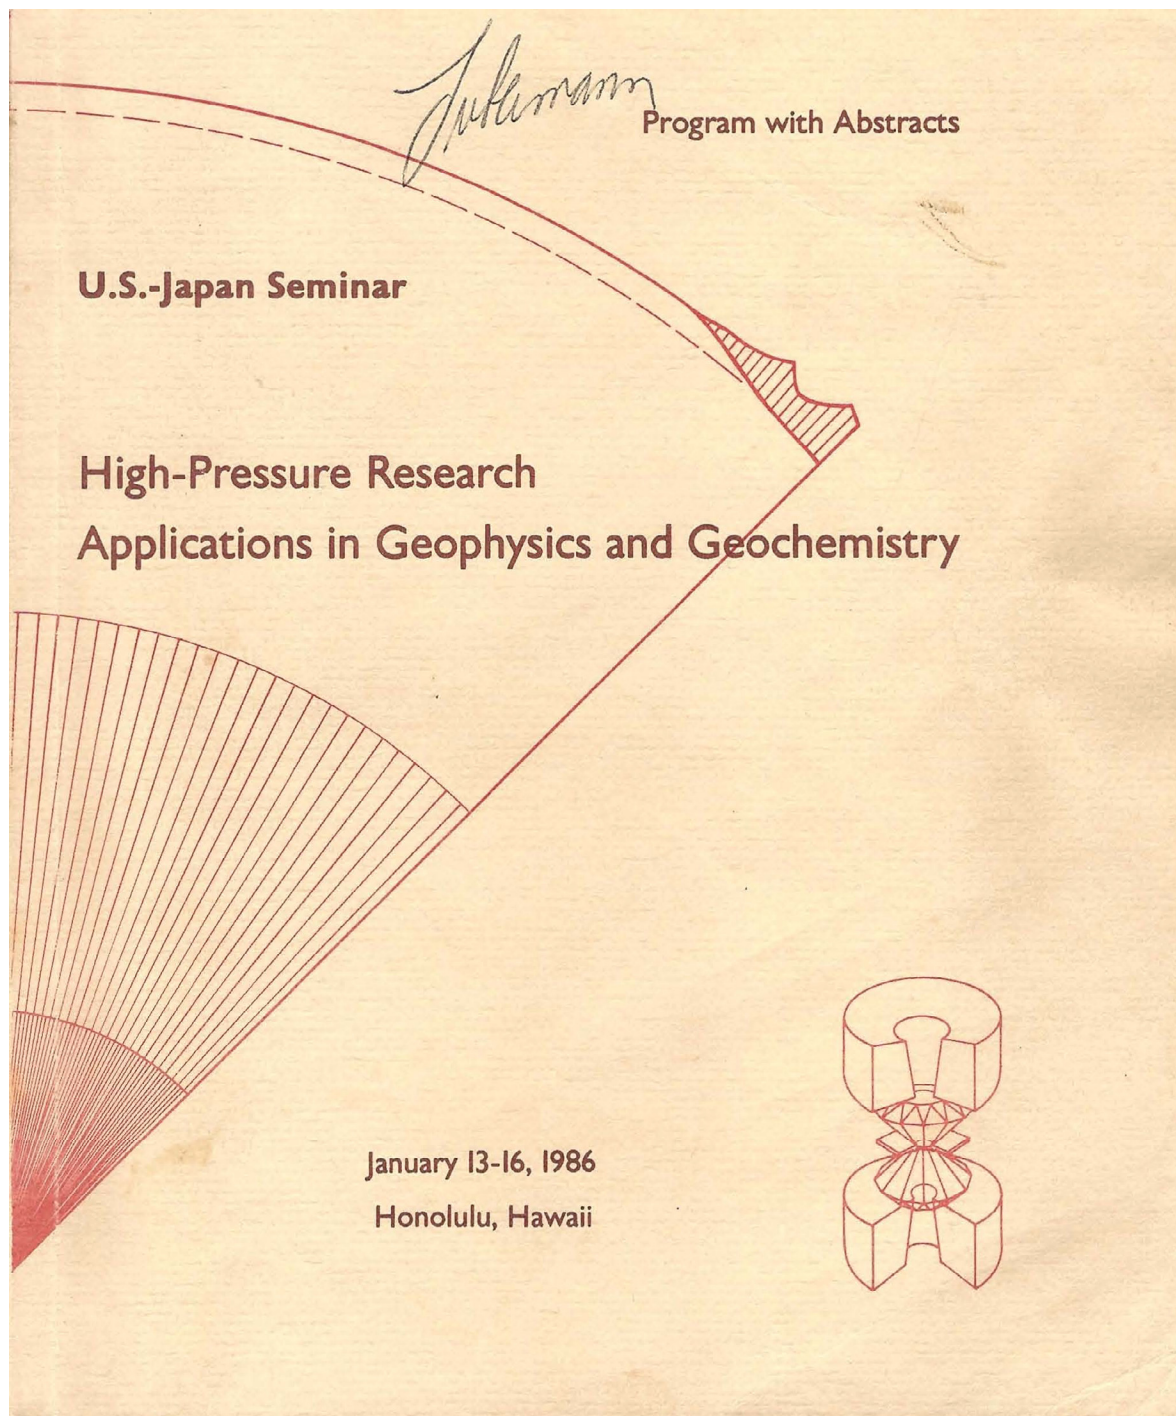 Program with Abstracts
U.S.-Japan Seminar
High-Pressure Research
Applications in Geophysics and Geochemistry
January 13-16, 1986
Honolulu, Hawaii